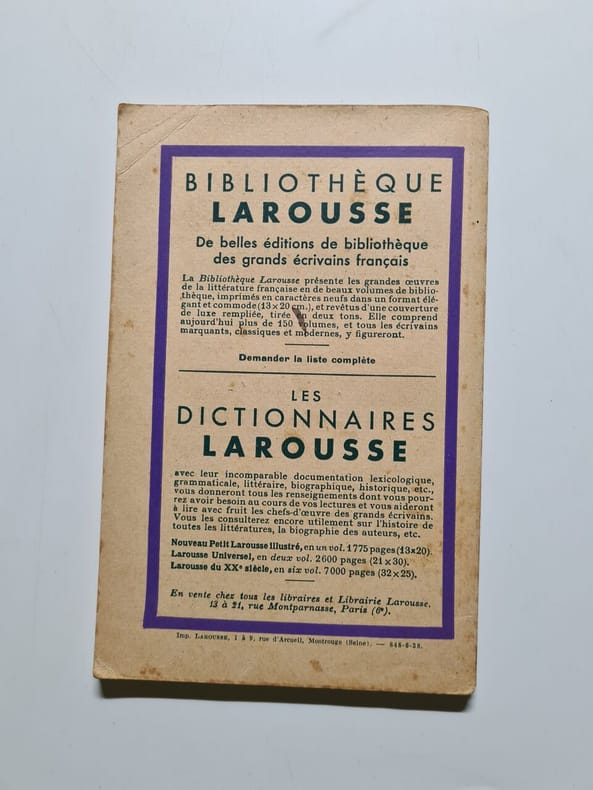 BIBLIOTHÈQUE
LAROUSSE
De belles éditions de bibliothèque
des grands écrivains français
La Bibliothèque Larousse présente les grandes œuvres
de la littérature française en de beaux volumes de biblio-
thèque, imprimés en caractères neufs dans un format élé-
gant et commode (13 × 20 cm.), et revêtus d'une couverture
de luxe rempliée, tirée en deux tons. Elle comprend
aujourd'hui plus de 150 volumes, et tous les écrivains
marquants, classiques et modernes, y figureront.
Demander la liste complète
LES
DICTIONNAIRES
LAROUSSE
avec leur incomparable documentation lexicologique,
grammaticale, littéraire, biographique, historique, etc.,
vous donneront tous les renseignements dont vous pour-
rez avoir besoin au cours de vos lectures et vous aideront
à lire avec fruit les chefs-d'œuvre des grands écrivains.
Vous les consulterez encore utilement sur l'histoire de
toutes les littératures, la biographie des auteurs, etc.
Nouveau Petit Larousse illustré, en un vol. 1775 pages (13×20).
Larousse Universel, en deux vol. 2600 pages (21 × 30).
Larousse du XXe siècle, en six vol. 7000 pages (32 × 25).
En vente chez tous les libraires et Librairie Larousse,
13 à 21, rue Montparnasse, Paris (6e).
Imp. LAROUSSE, 1 à 9, rue d'Arcueil, Montrouge (Seine). — 848-6-38.